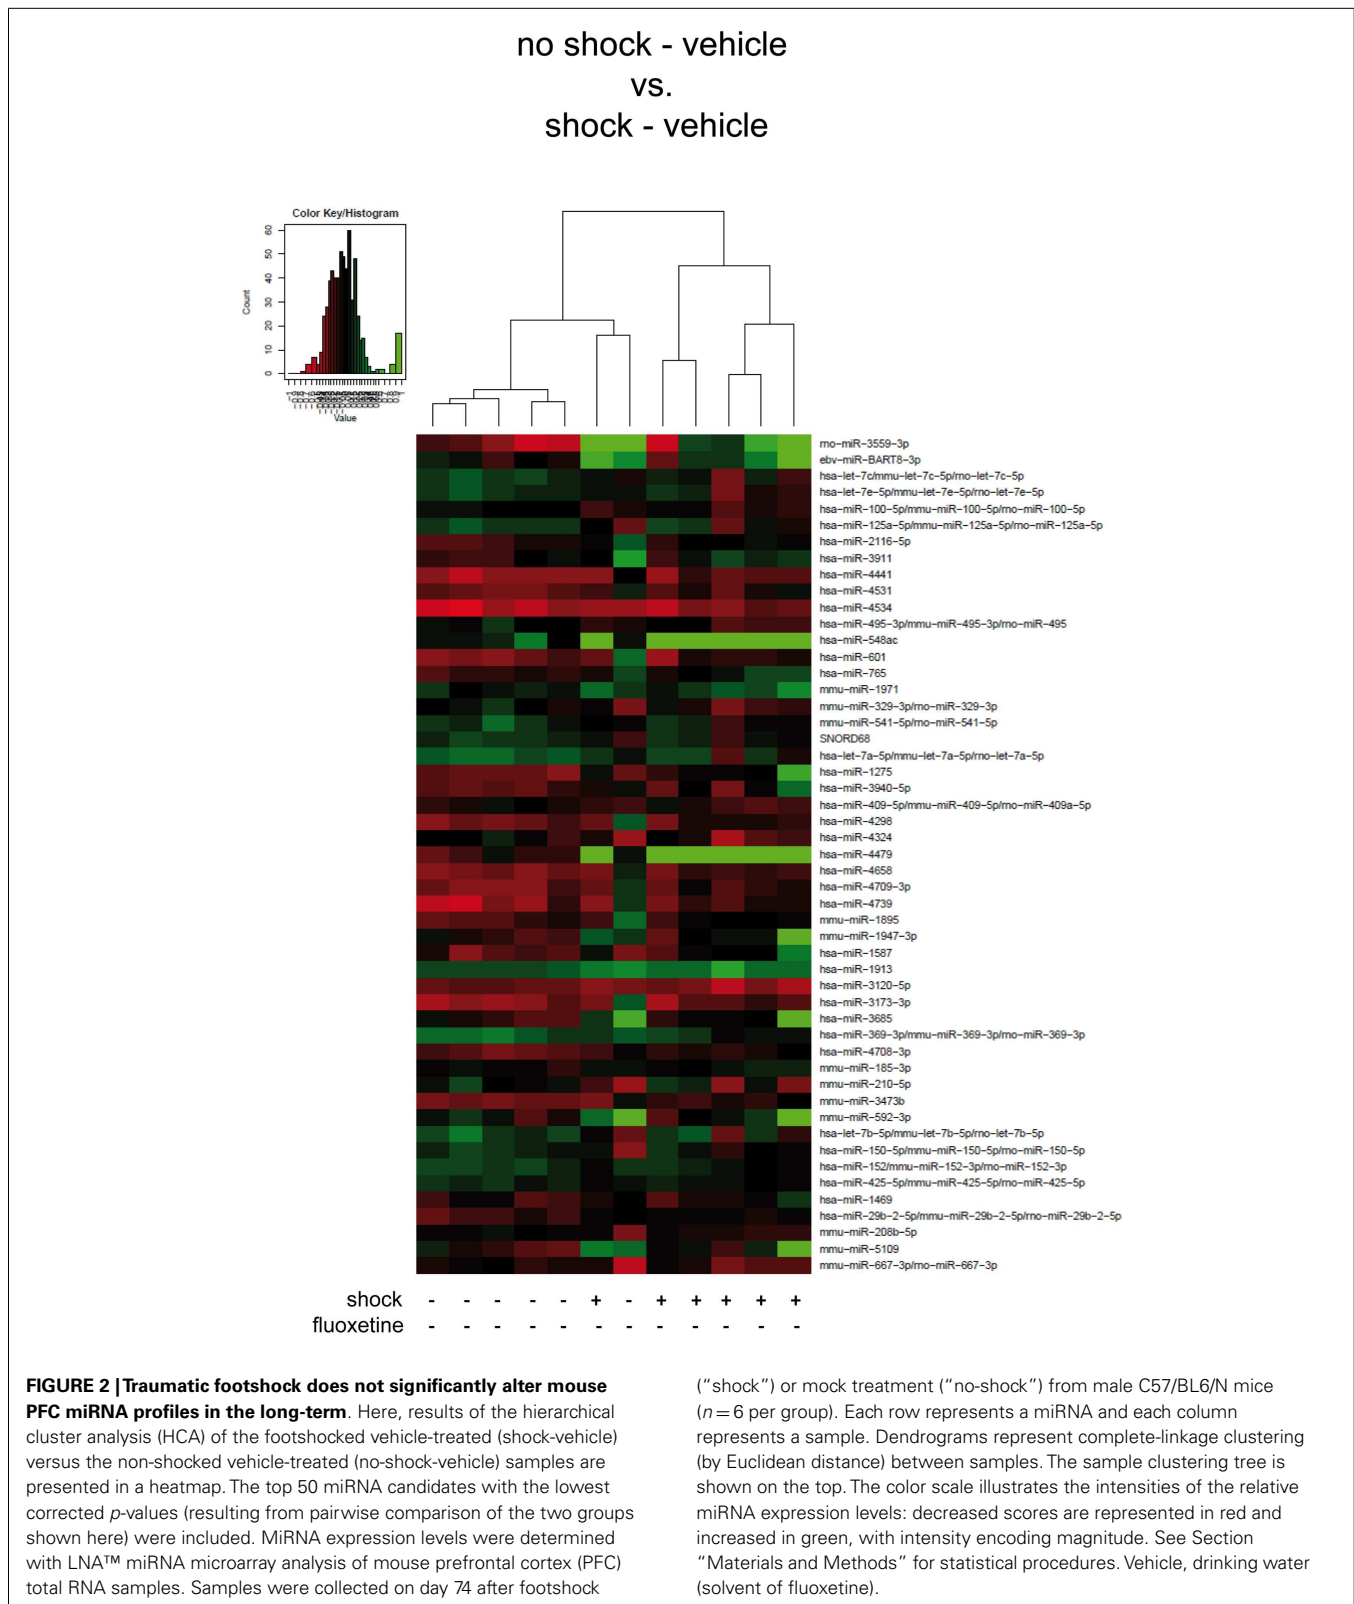 no shock - vehicle
vs.
shock - vehicle
Color Key/Histogram
Count
0 10 20 30 40 50 60
Value
rno−miR−3559−3p
ebv−miR−BART8−3p
hsa−let−7c/mmu−let−7c−5p/rno−let−7c−5p
hsa−let−7e−5p/mmu−let−7e−5p/rno−let−7e−5p
hsa−miR−100−5p/mmu−miR−100−5p/rno−miR−100−5p
hsa−miR−125a−5p/mmu−miR−125a−5p/rno−miR−125a−5p
hsa−miR−2116−5p
hsa−miR−3911
hsa−miR−4441
hsa−miR−4531
hsa−miR−4534
hsa−miR−495−3p/mmu−miR−495−3p/rno−miR−495
hsa−miR−548ac
hsa−miR−601
hsa−miR−765
mmu−miR−1971
mmu−miR−329−3p/rno−miR−329−3p
mmu−miR−541−5p/rno−miR−541−5p
SNORD68
hsa−let−7a−5p/mmu−let−7a−5p/rno−let−7a−5p
hsa−miR−1275
hsa−miR−3940−5p
hsa−miR−409−5p/mmu−miR−409−5p/rno−miR−409a−5p
hsa−miR−4298
hsa−miR−4324
hsa−miR−4479
hsa−miR−4658
hsa−miR−4709−3p
hsa−miR−4739
mmu−miR−1895
mmu−miR−1947−3p
hsa−miR−1587
hsa−miR−1913
hsa−miR−3120−5p
hsa−miR−3173−3p
hsa−miR−3685
hsa−miR−369−3p/mmu−miR−369−3p/rno−miR−369−3p
hsa−miR−4708−3p
mmu−miR−185−3p
mmu−miR−210−5p
mmu−miR−3473b
mmu−miR−592−3p
hsa−let−7b−5p/mmu−let−7b−5p/rno−let−7b−5p
hsa−miR−150−5p/mmu−miR−150−5p/rno−miR−150−5p
hsa−miR−152/mmu−miR−152−3p/rno−miR−152−3p
hsa−miR−425−5p/mmu−miR−425−5p/rno−miR−425−5p
hsa−miR−1469
hsa−miR−29b−2−5p/mmu−miR−29b−2−5p/rno−miR−29b−2−5p
mmu−miR−208b−5p
mmu−miR−5109
mmu−miR−667−3p/rno−miR−667−3p
shock - - - - - + - + + + + +
fluoxetine - - - - - - - - - - - -
FIGURE 2 | Traumatic footshock does not significantly alter mouse
PFC miRNA profiles in the long-term. Here, results of the hierarchical
cluster analysis (HCA) of the footshocked vehicle-treated (shock-vehicle)
versus the non-shocked vehicle-treated (no-shock-vehicle) samples are
presented in a heatmap. The top 50 miRNA candidates with the lowest
corrected p-values (resulting from pairwise comparison of the two groups
shown here) were included. MiRNA expression levels were determined
with LNA™ miRNA microarray analysis of mouse prefrontal cortex (PFC)
total RNA samples. Samples were collected on day 74 after footshock
(“shock”) or mock treatment (“no-shock”) from male C57/BL6/N mice
(n = 6 per group). Each row represents a miRNA and each column
represents a sample. Dendrograms represent complete-linkage clustering
(by Euclidean distance) between samples. The sample clustering tree is
shown on the top. The color scale illustrates the intensities of the relative
miRNA expression levels: decreased scores are represented in red and
increased in green, with intensity encoding magnitude. See Section
“Materials and Methods” for statistical procedures. Vehicle, drinking water
(solvent of fluoxetine).